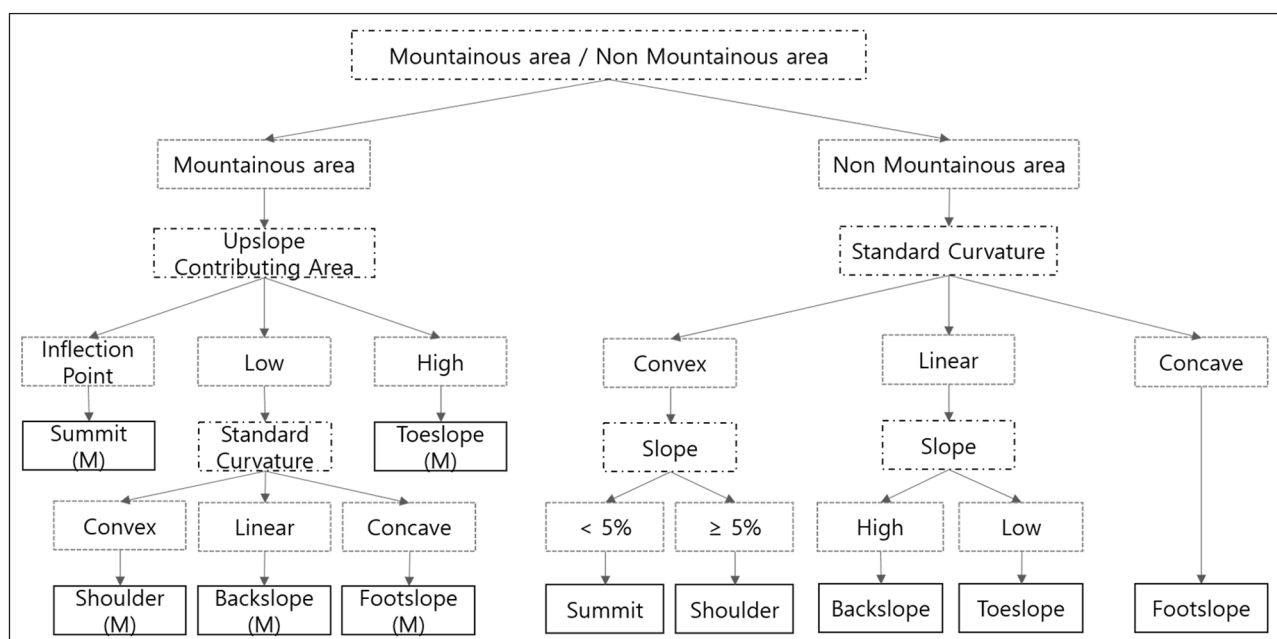 Mountainous area / Non Mountainous area
Mountainous area
Non Mountainous area
Upslope
Contributing Area
Standard Curvature
Inflection
Point
Low
High
Convex
Linear
Concave
Summit
(M)
Standard
Curvature
Toeslope
(M)
Slope
Slope
Convex
Linear
Concave
< 5%
≥ 5%
High
Low
Shoulder
(M)
Backslope
(M)
Footslope
(M)
Summit
Shoulder
Backslope
Toeslope
Footslope